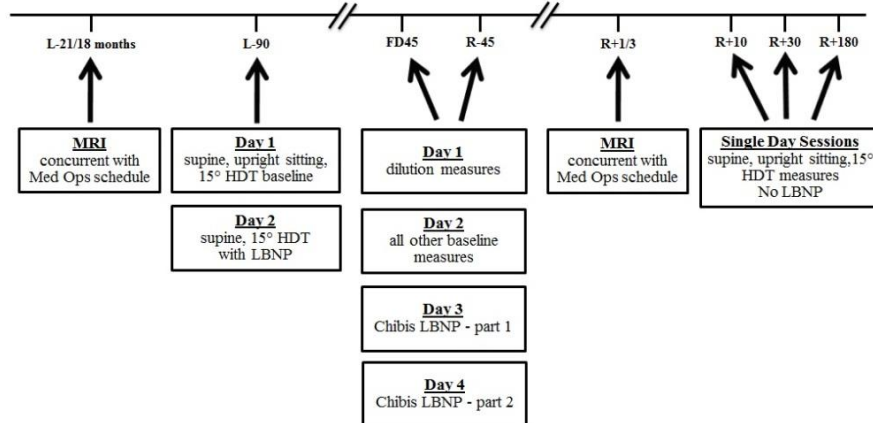 L-21/18 months
L-90
FD45
R-45
R+1/3
R+10
R+30
R+180
MRI
concurrent with
Med Ops schedule
Day 1
supine, upright sitting,
15° HDT baseline
Day 2
supine, 15° HDT
with LBNP
Day 1
dilution measures
Day 2
all other baseline
measures
Day 3
Chibis LBNP - part 1
Day 4
Chibis LBNP - part 2
MRI
concurrent with
Med Ops schedule
Single Day Sessions
supine, upright sitting,15°
HDT measures
No LBNP